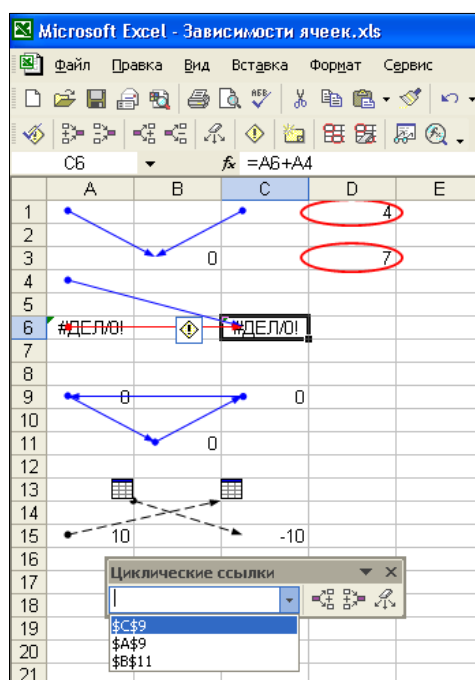 Microsoft Excel - Зависимости ячеек.xls
Файл Правка Вид Вставка Формат Сервис
C6 fx =A6+A4
A B C D E
1 4
2
3 0 7
4
5
6 #ДЕЛ/0! #ДЕЛ/0!
7
8
9 0 0
10
11 0
12
13
14
15 10 -10
16
17 Циклические ссылки
18
19 $C$9
20 $A$9
$B$11
21